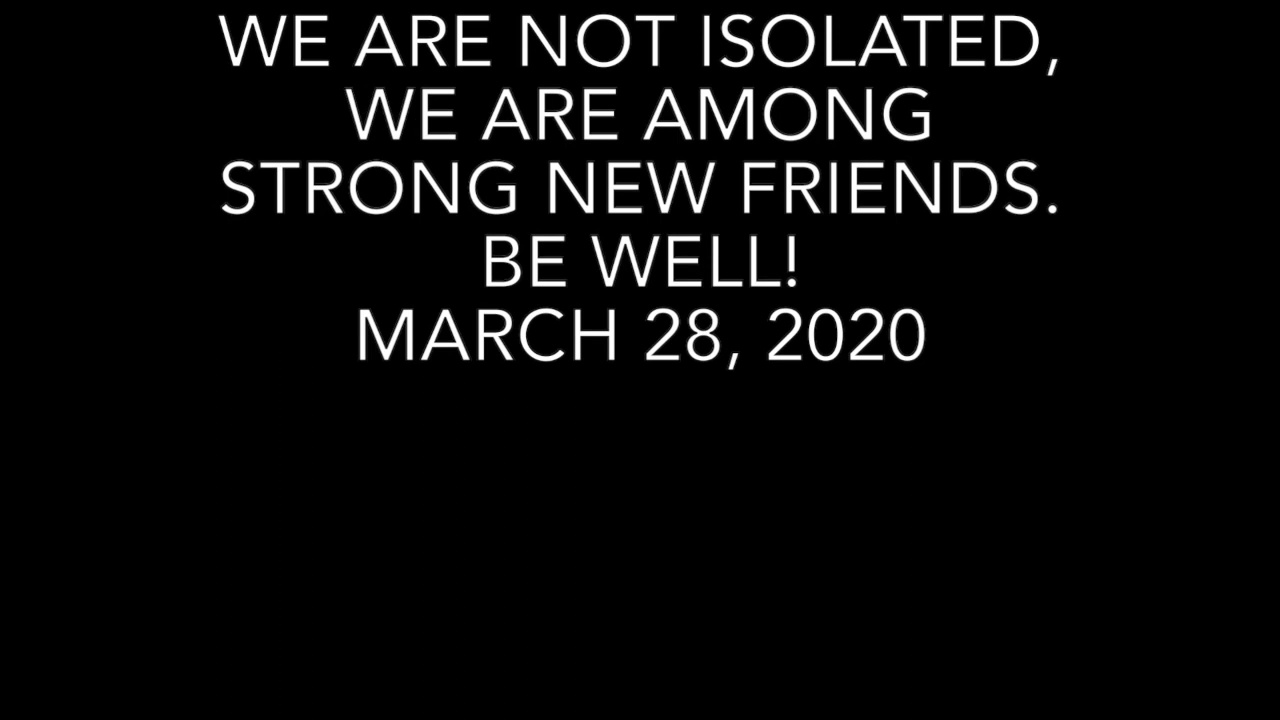 WE ARE NOT ISOLATED,
WE ARE AMONG
STRONG NEW FRIENDS.
BE WELL!
MARCH 28, 2020